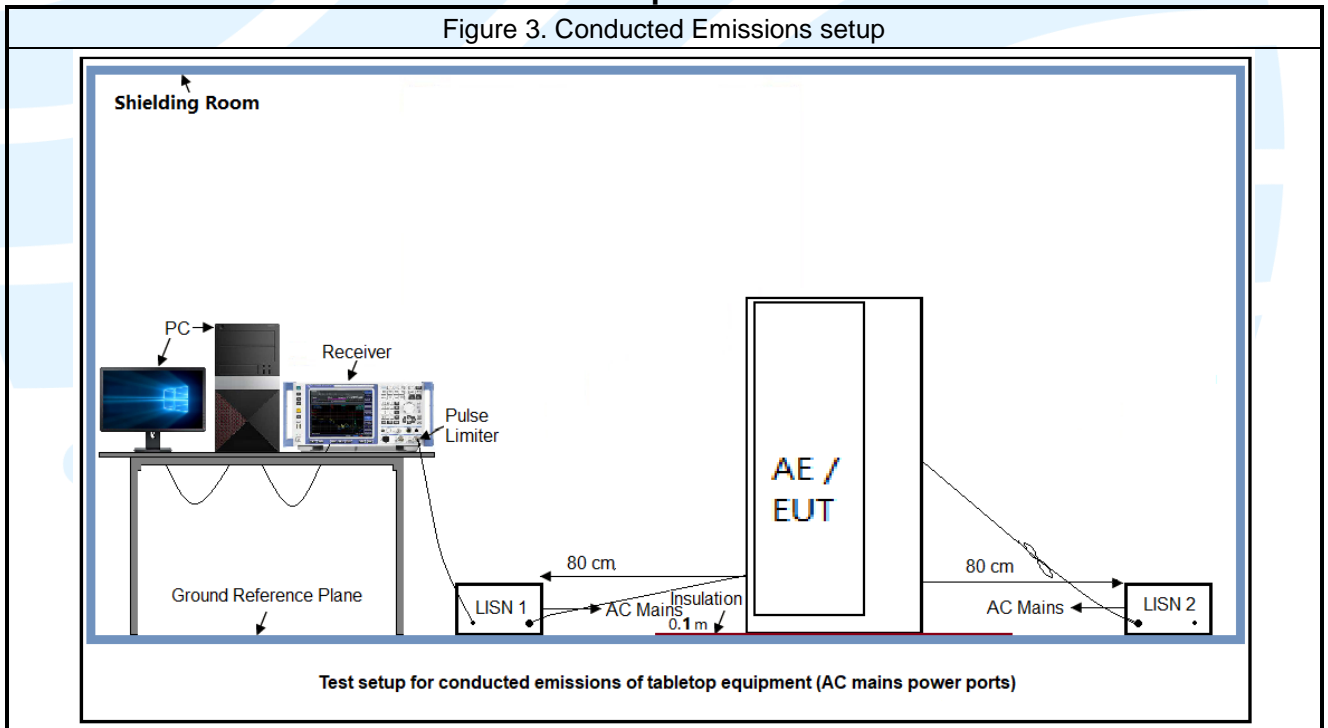 Figure 3. Conducted Emissions setup
Shielding Room
PC
Receiver
Pulse
Limiter
AE /
EUT
80 cm
80 cm
Ground Reference Plane
LISN 1
AC Mains
Insulation
0.1 m
AC Mains
LISN 2
Test setup for conducted emissions of tabletop equipment (AC mains power ports)